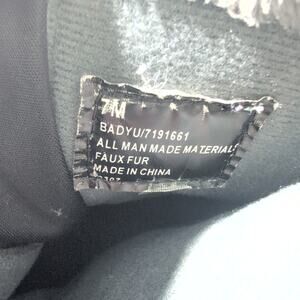 7M
BADYU/7191661
ALL MAN MADE MATERIALS
FAUX FUR
MADE IN CHINA